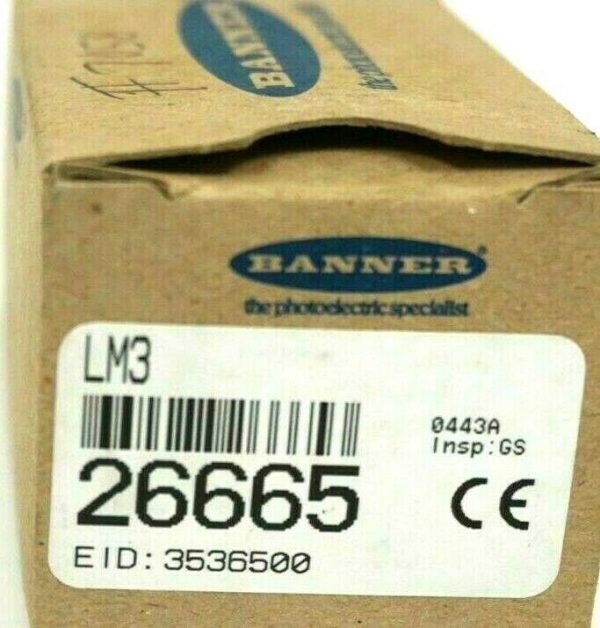 BANNER
BANNER
the photoelectric specialist
LM3
0443A
Insp:GS
26665
EID: 3536500
CE